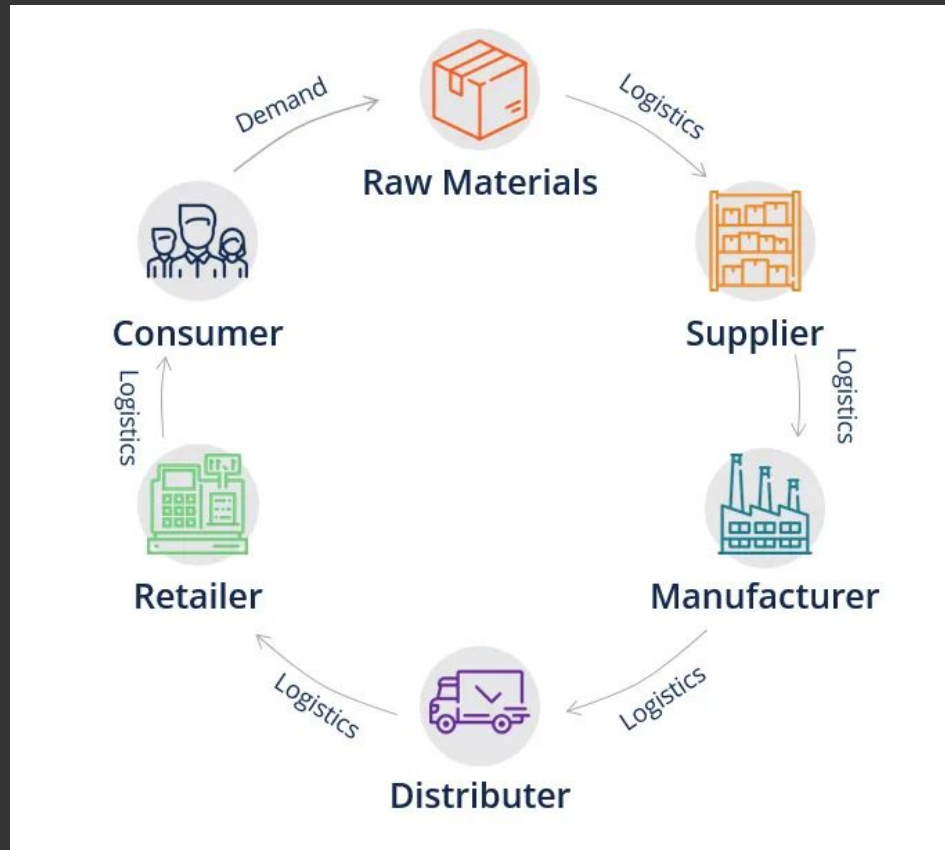 Demand
Logistics
Raw Materials
Consumer
Supplier
Logistics
Logistics
Retailer
Manufacturer
Logistics
Logistics
Distributer